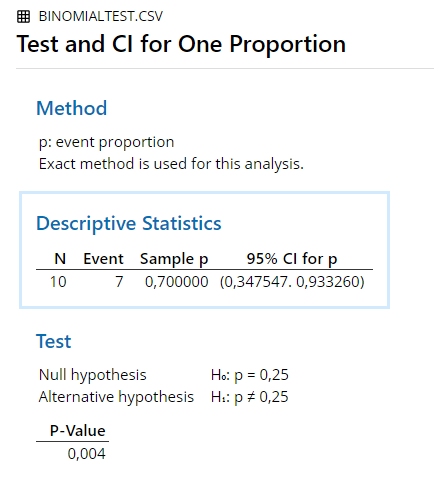 BINOMIALTEST.CSV
Test and CI for One Proportion
Method
p: event proportion
Exact method is used for this analysis.
Descriptive Statistics
N Event Sample p 95% CI for p
10 7 0,700000 (0,347547. 0,933260)
Test
Null hypothesis H₀: p = 0,25
Alternative hypothesis H₁: p ≠ 0,25
P-Value
0,004